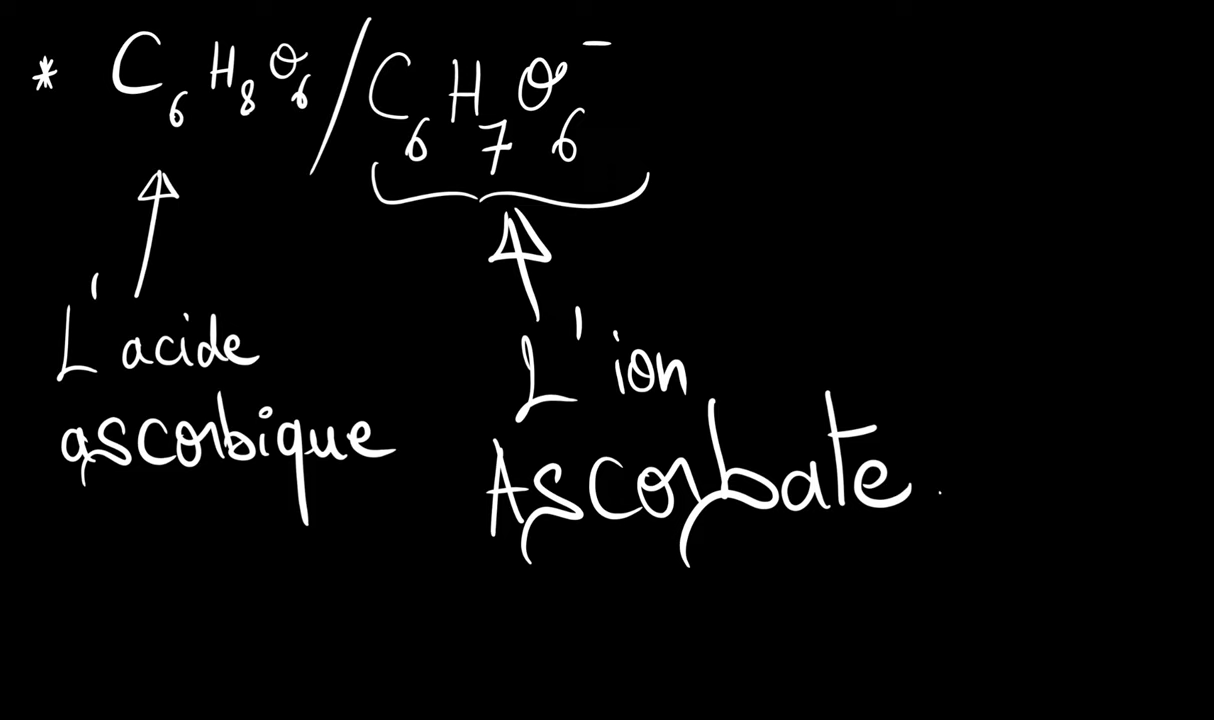 * C₆H₈O₆/C₆H₇O₆⁻
L'acide
ascorbique
L'ion
Ascorbate.